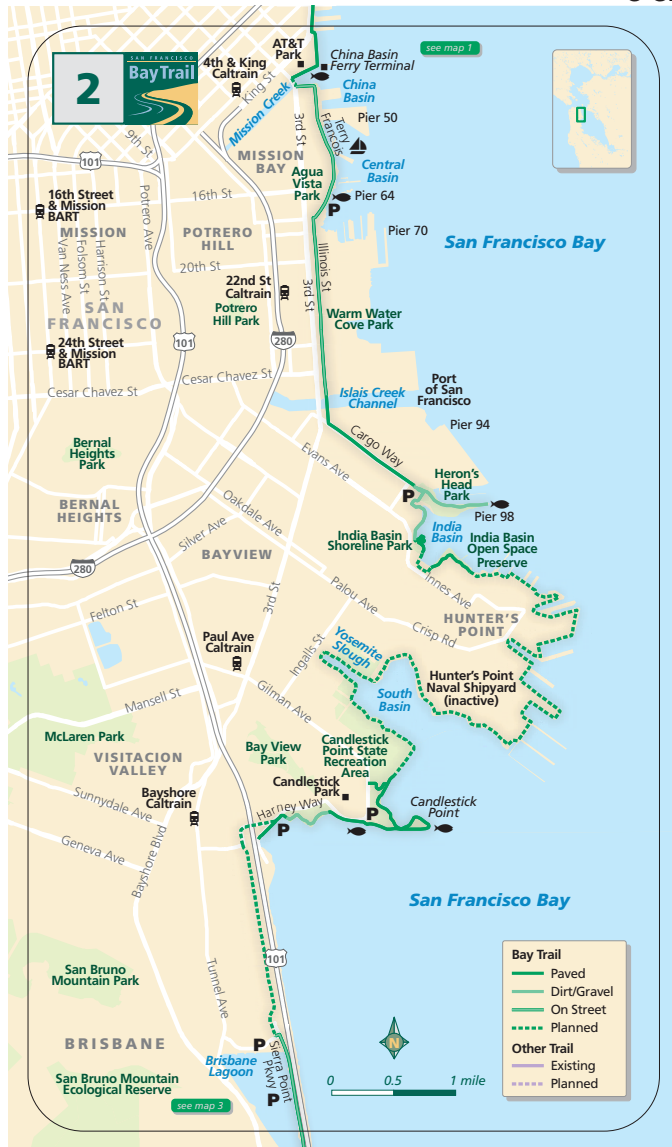 see map 1
2
SAN FRANCISCO
Bay Trail
AT&T
Park
China Basin
Ferry Terminal
4th & King
Caltrain
King St
Mission Creek
China
Basin
Pier 50
3rd St
Terry
Francois
9th St
101
MISSION
BAY
Central
Basin
Agua
Vista
Park
Pier 64
P
16th Street
& Mission
BART
Potrero Ave
16th St
MISSION
POTRERO
HILL
Pier 70
San Francisco Bay
Van Ness Ave
Folsom St
Harrison St
20th St
22nd St
Caltrain
Illinois St
3rd St
SAN
FRANCISCO
Potrero
Hill Park
Warm Water
Cove Park
101
280
24th Street
& Mission
BART
Cesar Chavez St
Cesar Chavez St
Islais Creek
Channel
Port
of San
Francisco
Pier 94
Cargo Way
Bernal
Heights
Park
Evans Ave
Heron's
Head
Park
P
Pier 98
BERNAL
HEIGHTS
Oakdale Ave
Silver Ave
BAYVIEW
India Basin
Shoreline Park
India
Basin
India Basin
Open Space
Preserve
280
Innes Ave
Felton St
3rd St
Palou Ave
Crisp Rd
HUNTER'S
POINT
Paul Ave
Caltrain
Ingalls St
Yosemite
Slough
Hunter's Point
Naval Shipyard
(inactive)
South
Basin
Mansell St
Gilman Ave
McLaren Park
Bay View
Park
Candlestick
Point State
Recreation
Area
VISITACION
VALLEY
Candlestick
Park
Bayshore
Caltrain
Sunnydale Ave
Harney Way
P
P
Candlestick
Point
Geneva Ave
Bayshore Blvd
San Francisco Bay
101
San Bruno
Mountain Park
Tunnel Ave
BRISBANE
P
Brisbane
Lagoon
Sierra Point
Pkwy
P
San Bruno Mountain
Ecological Reserve
see map 3
N
0 0.5 1 mile
Bay Trail
Paved
Dirt/Gravel
On Street
Planned
Other Trail
Existing
Planned